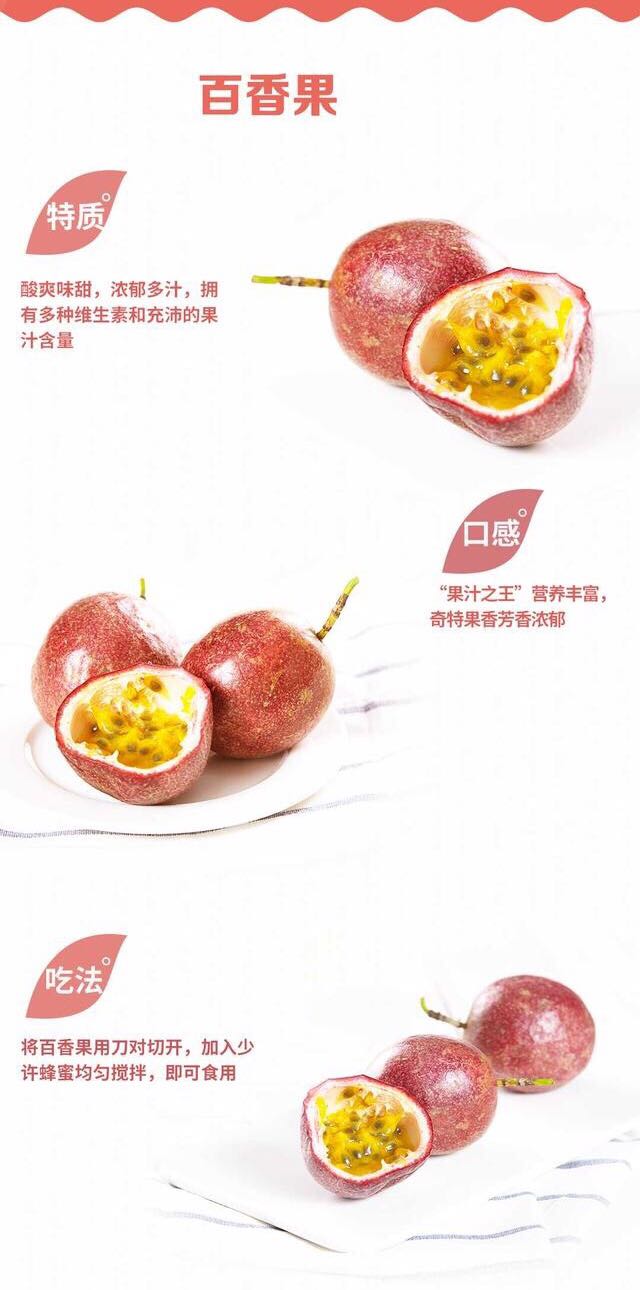 百香果
特质
酸爽味甜，浓郁多汁，拥
有多种维生素和充沛的果
汁含量
口感
“果汁之王”营养丰富，
奇特果香芳香浓郁
吃法
将百香果用刀对切开，加入少
许蜂蜜均匀搅拌，即可食用